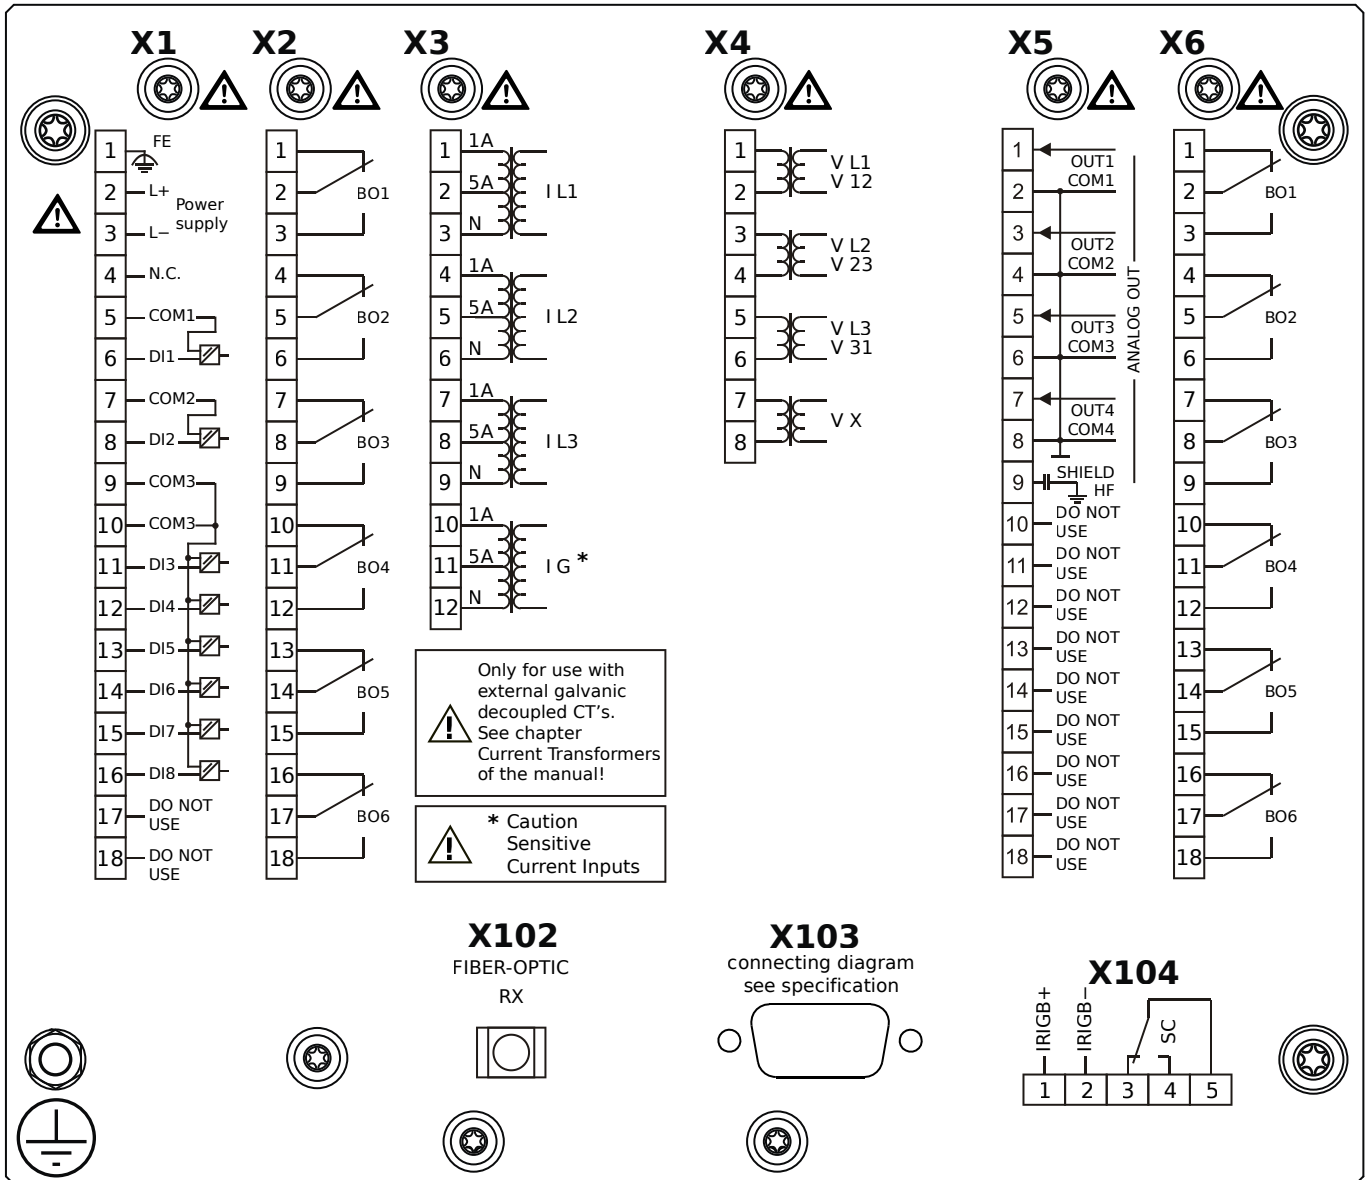 X1 X2 X3 X4 X5 X6
1 FE
2 L+
Power
supply
3 L−
4 N.C.
5 COM1
6 DI1
7 COM2
8 DI2
9 COM3
10 COM3
11 DI3
12 DI4
13 DI5
14 DI6
15 DI7
16 DI8
17 DO NOT
USE
18 DO NOT
USE
1
2 BO1
3
4
5 BO2
6
7
8 BO3
9
10
11 BO4
12
13
14 BO5
15
16
17 BO6
18
1 1A
2 5A I L1
3 N
4 1A
5 5A I L2
6 N
7 1A
8 5A I L3
9 N
10 1A
11 5A I G *
12 N
Only for use with
external galvanic
decoupled CT's.
See chapter
Current Transformers
of the manual!
* Caution
Sensitive
Current Inputs
1 V L1
2 V 12
3 V L2
4 V 23
5 V L3
6 V 31
7 V X
8
1 OUT1
2 COM1
3 OUT2
4 COM2
5 OUT3
6 COM3
7 OUT4
8 COM4
ANALOG OUT
9 SHIELD
HF
10 DO NOT
USE
11 DO NOT
USE
12 DO NOT
USE
13 DO NOT
USE
14 DO NOT
USE
15 DO NOT
USE
16 DO NOT
USE
17 DO NOT
USE
18 DO NOT
USE
1
2 BO1
3
4
5 BO2
6
7
8 BO3
9
10
11 BO4
12
13
14 BO5
15
16
17 BO6
18
X102
FIBER-OPTIC
RX
X103
connecting diagram
see specification
X104
IRIGB+
IRIGB−
SC
1 2 3 4 5